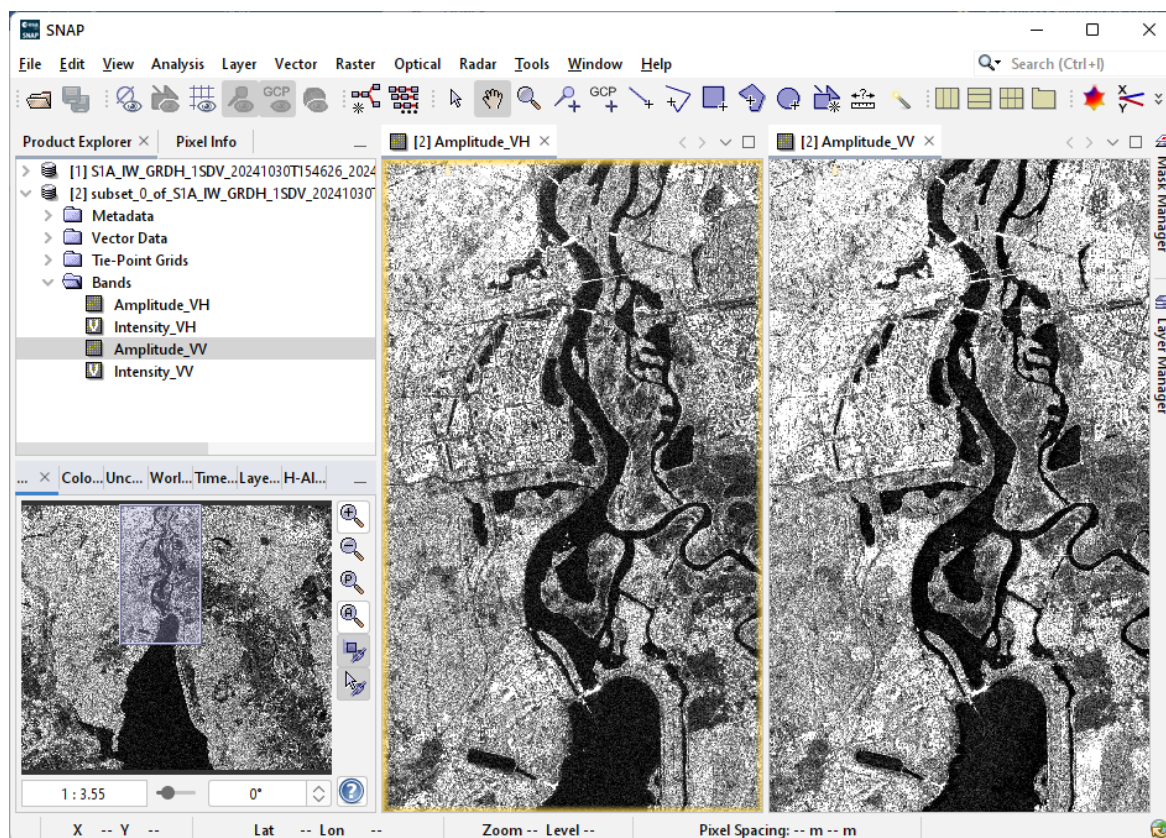 SNAP
File Edit View Analysis Layer Vector Raster Optical Radar Tools Window Help
Search (Ctrl+I)
GCP GCP X Y
Product Explorer Pixel Info
[2] Amplitude_VH
[2] Amplitude_VV
[1] S1A_IW_GRDH_1SDV_20241030T154626_2024
[2] subset_0_of_S1A_IW_GRDH_1SDV_20241030T
Metadata
Vector Data
Tie-Point Grids
Bands
Amplitude_VH
Intensity_VH
Amplitude_VV
Intensity_VV
Mask Manager
Layer Manager
... Colo... Unc... Worl... Time... Laye... H-Al...
1 : 3.55
0°
X -- Y -- Lat -- Lon -- Zoom -- Level -- Pixel Spacing: -- m -- m